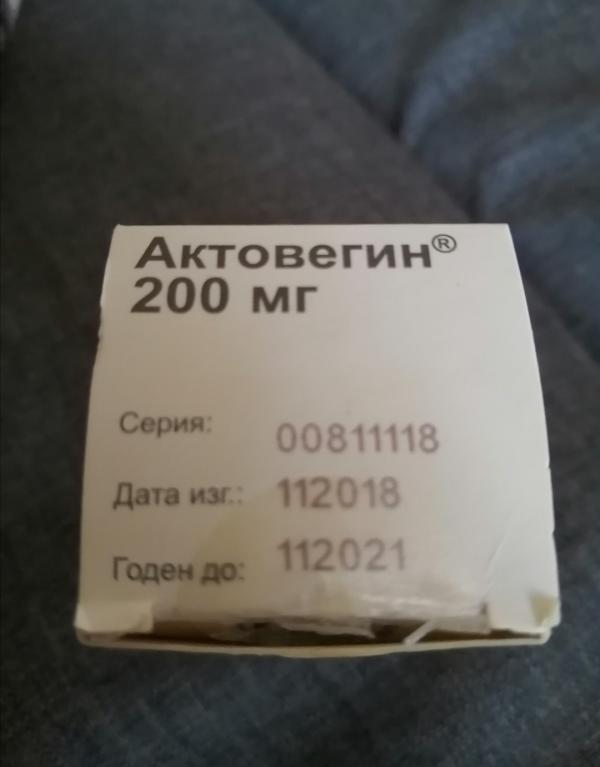 Актовегин®
200 мг
Серия: 00811118
Дата изг.: 112018
Годен до: 112021